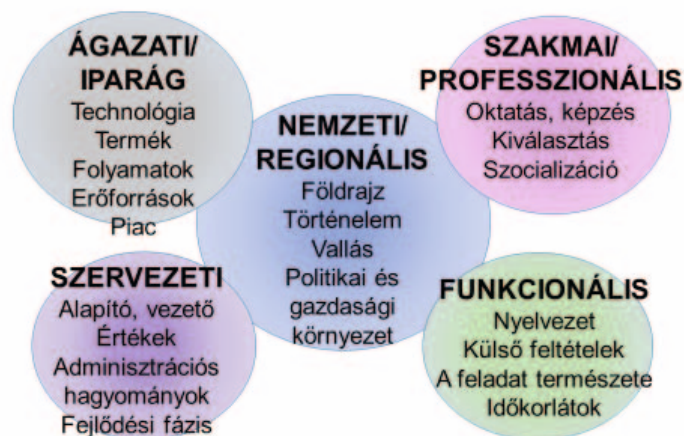 ÁGAZATI/
IPARÁG
Technológia
Termék
Folyamatok
Erőforrások
Piac
NEMZETI/
REGIONÁLIS
Földrajz
Történelem
Vallás
Politikai és
gazdasági
környezet
SZAKMAI/
PROFESSZIONÁLIS
Oktatás, képzés
Kiválasztás
Szocializáció
SZERVEZETI
Alapító, vezető
Értékek
Adminisztrációs
hagyományok
Fejlődési fázis
FUNKCIONÁLIS
Nyelvezet
Külső feltételek
A feladat természete
Időkorlátok